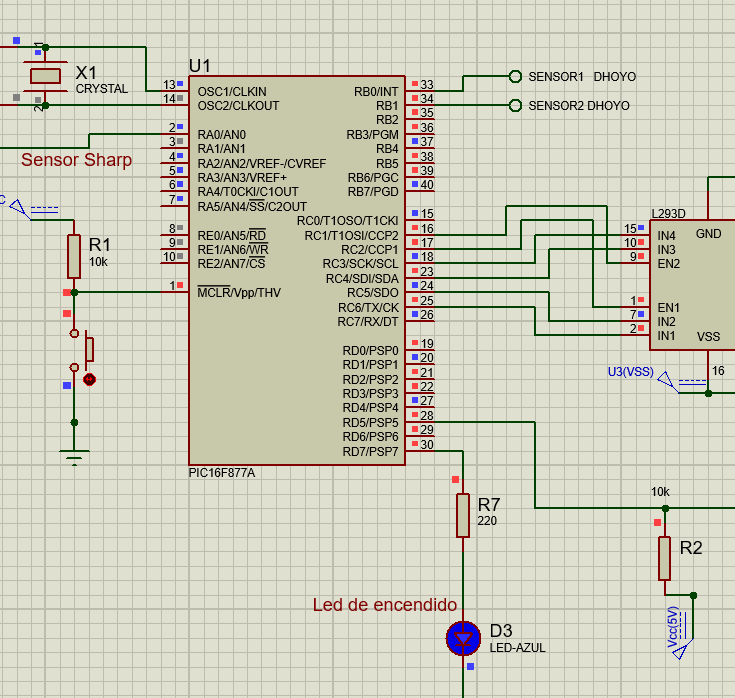 1
X1
CRYSTAL
2
U1
13
OSC1/CLKIN
14
OSC2/CLKOUT
2
RA0/AN0
3
RA1/AN1
4
RA2/AN2/VREF-/CVREF
5
RA3/AN3/VREF+
6
RA4/T0CKI/C1OUT
7
RA5/AN4/SS/C2OUT
8
RE0/AN5/RD
9
RE1/AN6/WR
10
RE2/AN7/CS
1
MCLR/Vpp/THV
RB0/INT
33
RB1
34
RB2
35
RB3/PGM
36
RB4
37
RB5
38
RB6/PGC
39
RB7/PGD
40
RC0/T1OSO/T1CKI
15
RC1/T1OSI/CCP2
16
RC2/CCP1
17
RC3/SCK/SCL
18
RC4/SDI/SDA
23
RC5/SDO
24
RC6/TX/CK
25
RC7/RX/DT
26
RD0/PSP0
19
RD1/PSP1
20
RD2/PSP2
21
RD3/PSP3
22
RD4/PSP4
27
RD5/PSP5
28
RD6/PSP6
29
RD7/PSP7
30
PIC16F877A
SENSOR1 DHOYO
SENSOR2 DHOYO
Sensor Sharp
C
R1
10k
L293D
15
IN4
10
IN3
9
EN2
1
EN1
7
IN2
2
IN1
GND
VSS
16
U3(VSS)
R7
220
10k
R2
Vcc(5V)
Led de encendido
D3
LED-AZUL